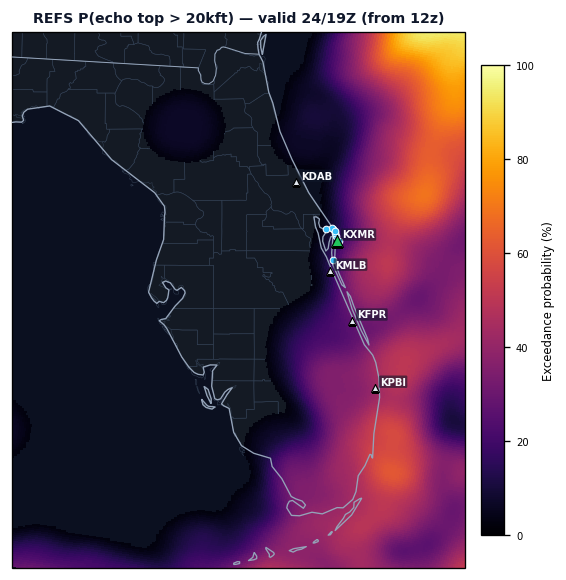 REFS P(echo top > 20kft) — valid 24/19Z (from 12z)
KDAB
KXMR
KMLB
KFPR
KPBI
100
80
60
40
20
0
Exceedance probability (%)